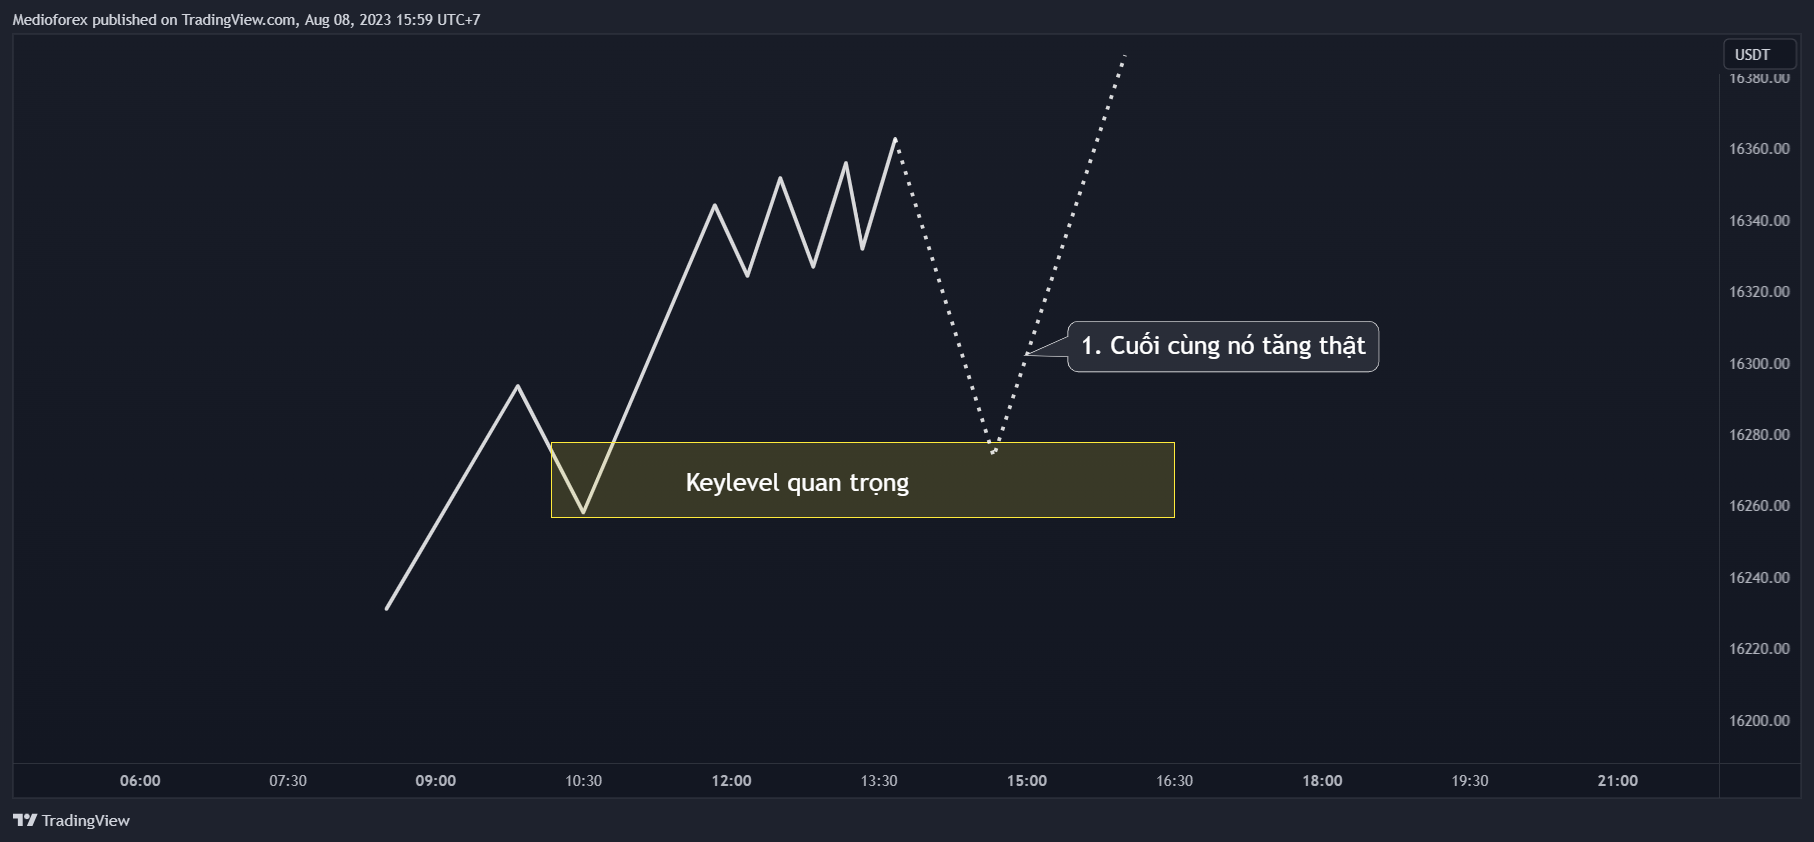 Medioforex published on TradingView.com, Aug 08, 2023 15:59 UTC+7
USDT
16380.00
16360.00
16340.00
16320.00
1. Cuối cùng nó tăng thật
16300.00
16280.00
Keylevel quan trọng
16260.00
16240.00
16220.00
16200.00
06:00 07:30 09:00 10:30 12:00 13:30 15:00 16:30 18:00 19:30 21:00
TradingView